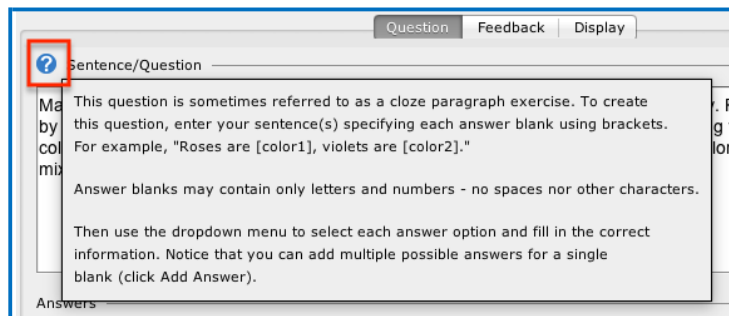 Question Feedback Display
? Sentence/Question
Ma
This question is sometimes referred to as a cloze paragraph exercise. To create
by
this question, enter your sentence(s) specifying each answer blank using brackets.
col
For example, "Roses are [color1], violets are [color2]."
Answer blanks may contain only letters and numbers - no spaces nor other characters.
Then use the dropdown menu to select each answer option and fill in the correct
information. Notice that you can add multiple possible answers for a single
blank (click Add Answer).
Answers